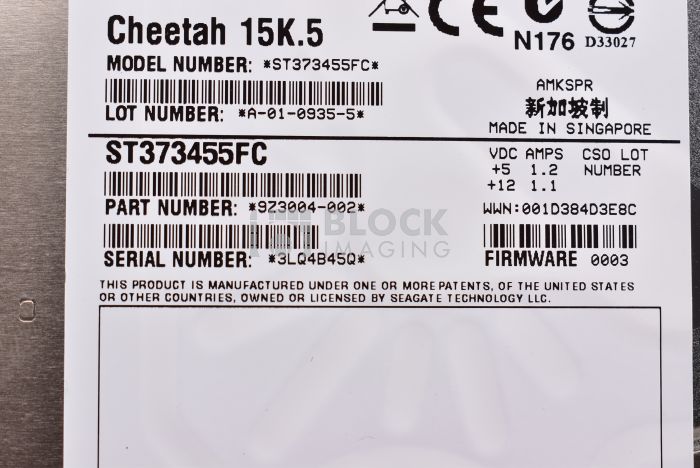 Cheetah 15K.5
N176 D33027
MODEL NUMBER: *ST373455FC*
AMKSPR
LOT NUMBER: *A-01-0935-5*
新加坡制
MADE IN SINGAPORE
ST373455FC
VDC AMPS CSO LOT
+5 1.2 NUMBER
+12 1.1
PART NUMBER: *9Z3004-002*
WWN:001D384D3E8C
BLOCK
IMAGING
SERIAL NUMBER: *3LQ4B45Q*
FIRMWARE 0003
THIS PRODUCT IS MANUFACTURED UNDER ONE OR MORE PATENTS, OF THE UNITED STATES
OR OTHER COUNTRIES, OWNED OR LICENSED BY SEAGATE TECHNOLOGY LLC.